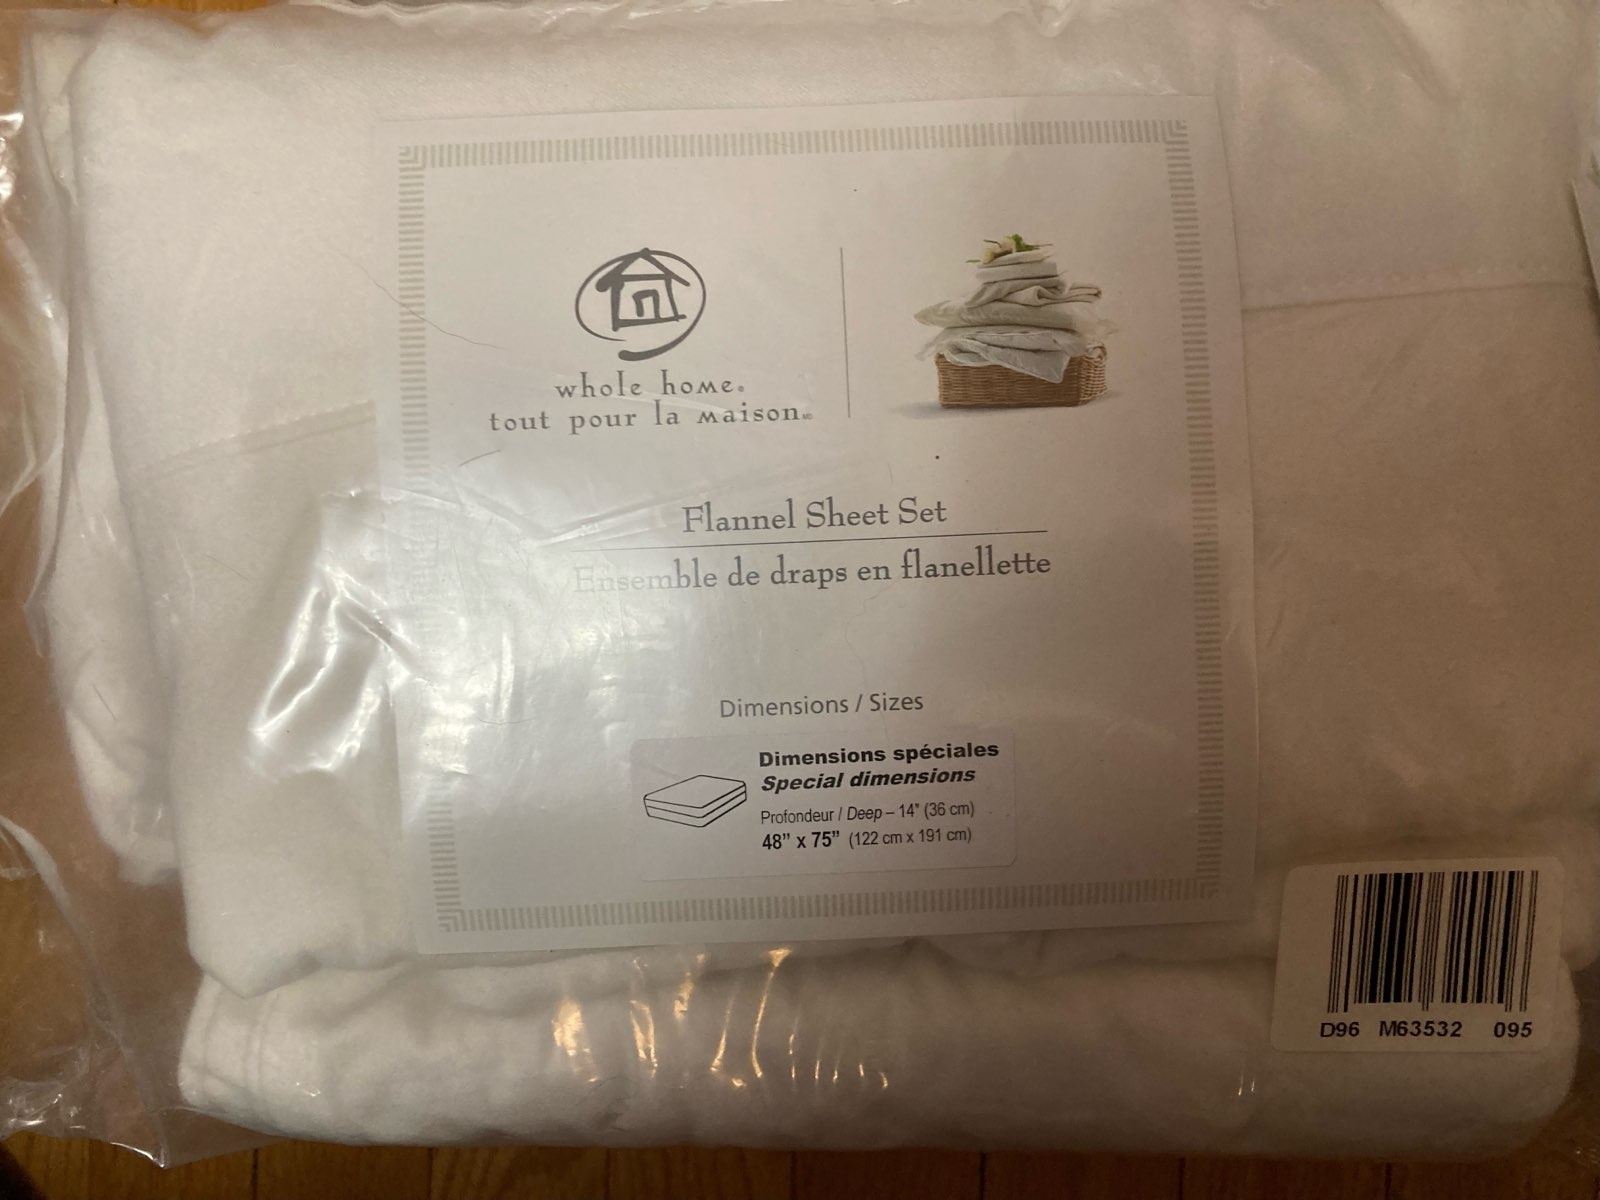 whole home.
tout pour la maison.MD
Flannel Sheet Set
Ensemble de draps en flanellette
Dimensions / Sizes
Dimensions spéciales
Special dimensions
Profondeur / Deep – 14" (36 cm)
48" x 75" (122 cm x 191 cm)
D96 M63532 095